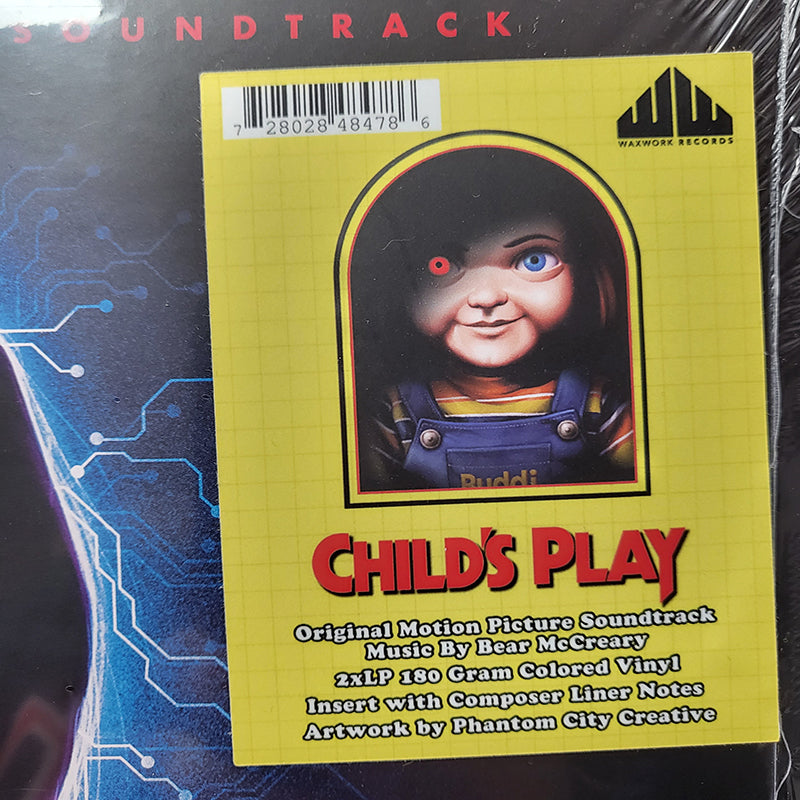 SOUNDTRACK
7 28028 48478 6
WAXWORK RECORDS
Buddi
CHILD'S PLAY
Original Motion Picture Soundtrack
Music By Bear McCreary
2xLP 180 Gram Colored Vinyl
Insert with Composer Liner Notes
Artwork by Phantom City Creative